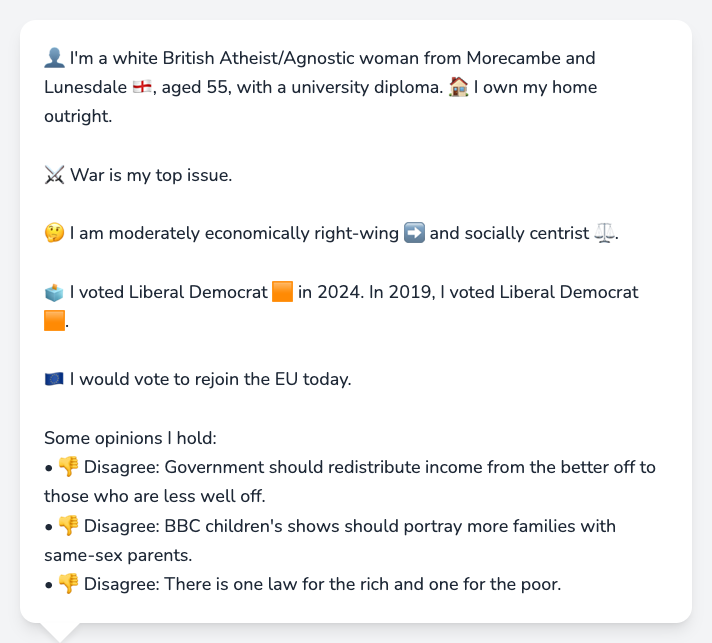 👤 I'm a white British Atheist/Agnostic woman from Morecambe and
Lunesdale 🏴󠁧󠁢󠁥󠁮󠁧󠁿, aged 55, with a university diploma. 🏠 I own my home
outright.
⚔️ War is my top issue.
🤔 I am moderately economically right-wing ➡️ and socially centrist ⚖️.
🗳️ I voted Liberal Democrat 🟧 in 2024. In 2019, I voted Liberal Democrat
🟧.
🇪🇺 I would vote to rejoin the EU today.
Some opinions I hold:
• 👎 Disagree: Government should redistribute income from the better off to
those who are less well off.
• 👎 Disagree: BBC children's shows should portray more families with
same-sex parents.
• 👎 Disagree: There is one law for the rich and one for the poor.